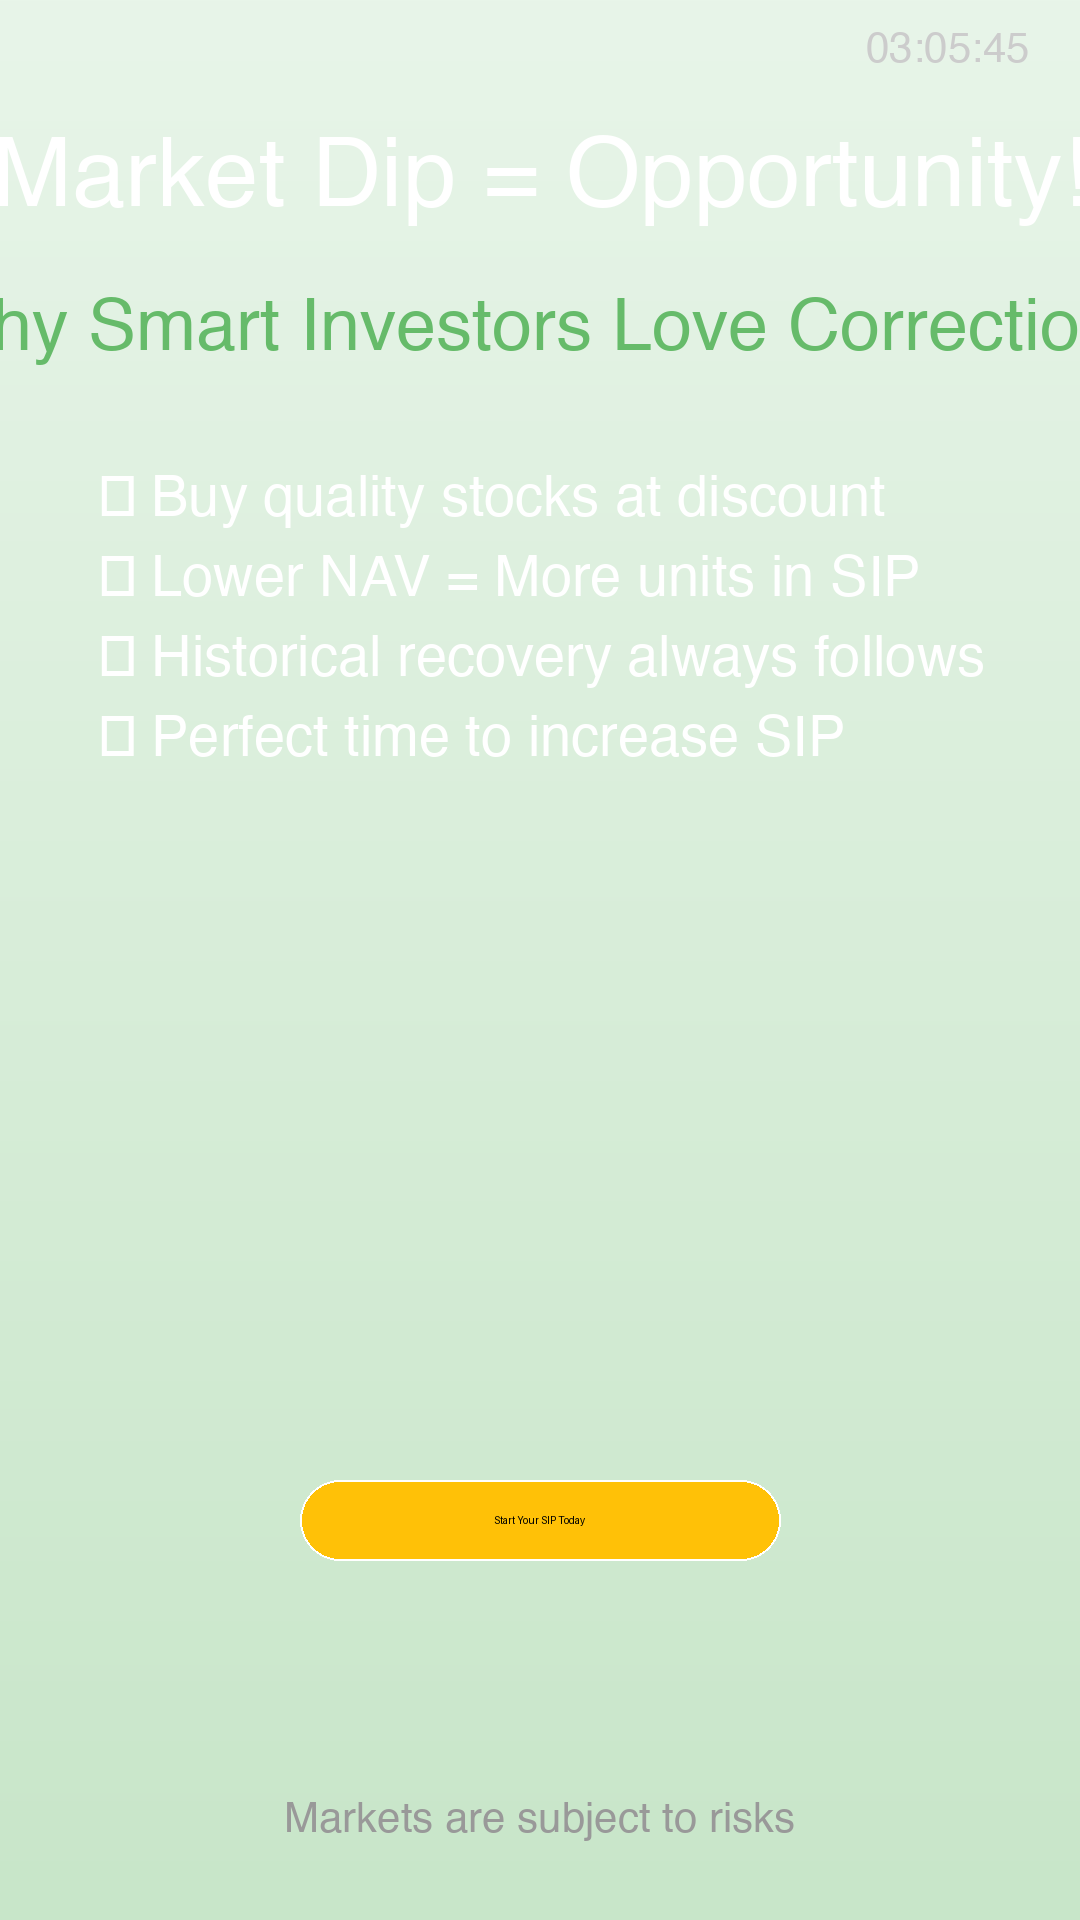 03:05:45
Market Dip = Opportunity!
hy Smart Investors Love Correctio
Buy quality stocks at discount
Lower NAV = More units in SIP
Historical recovery always follows
Perfect time to increase SIP
Start Your SIP Today
Markets are subject to risks